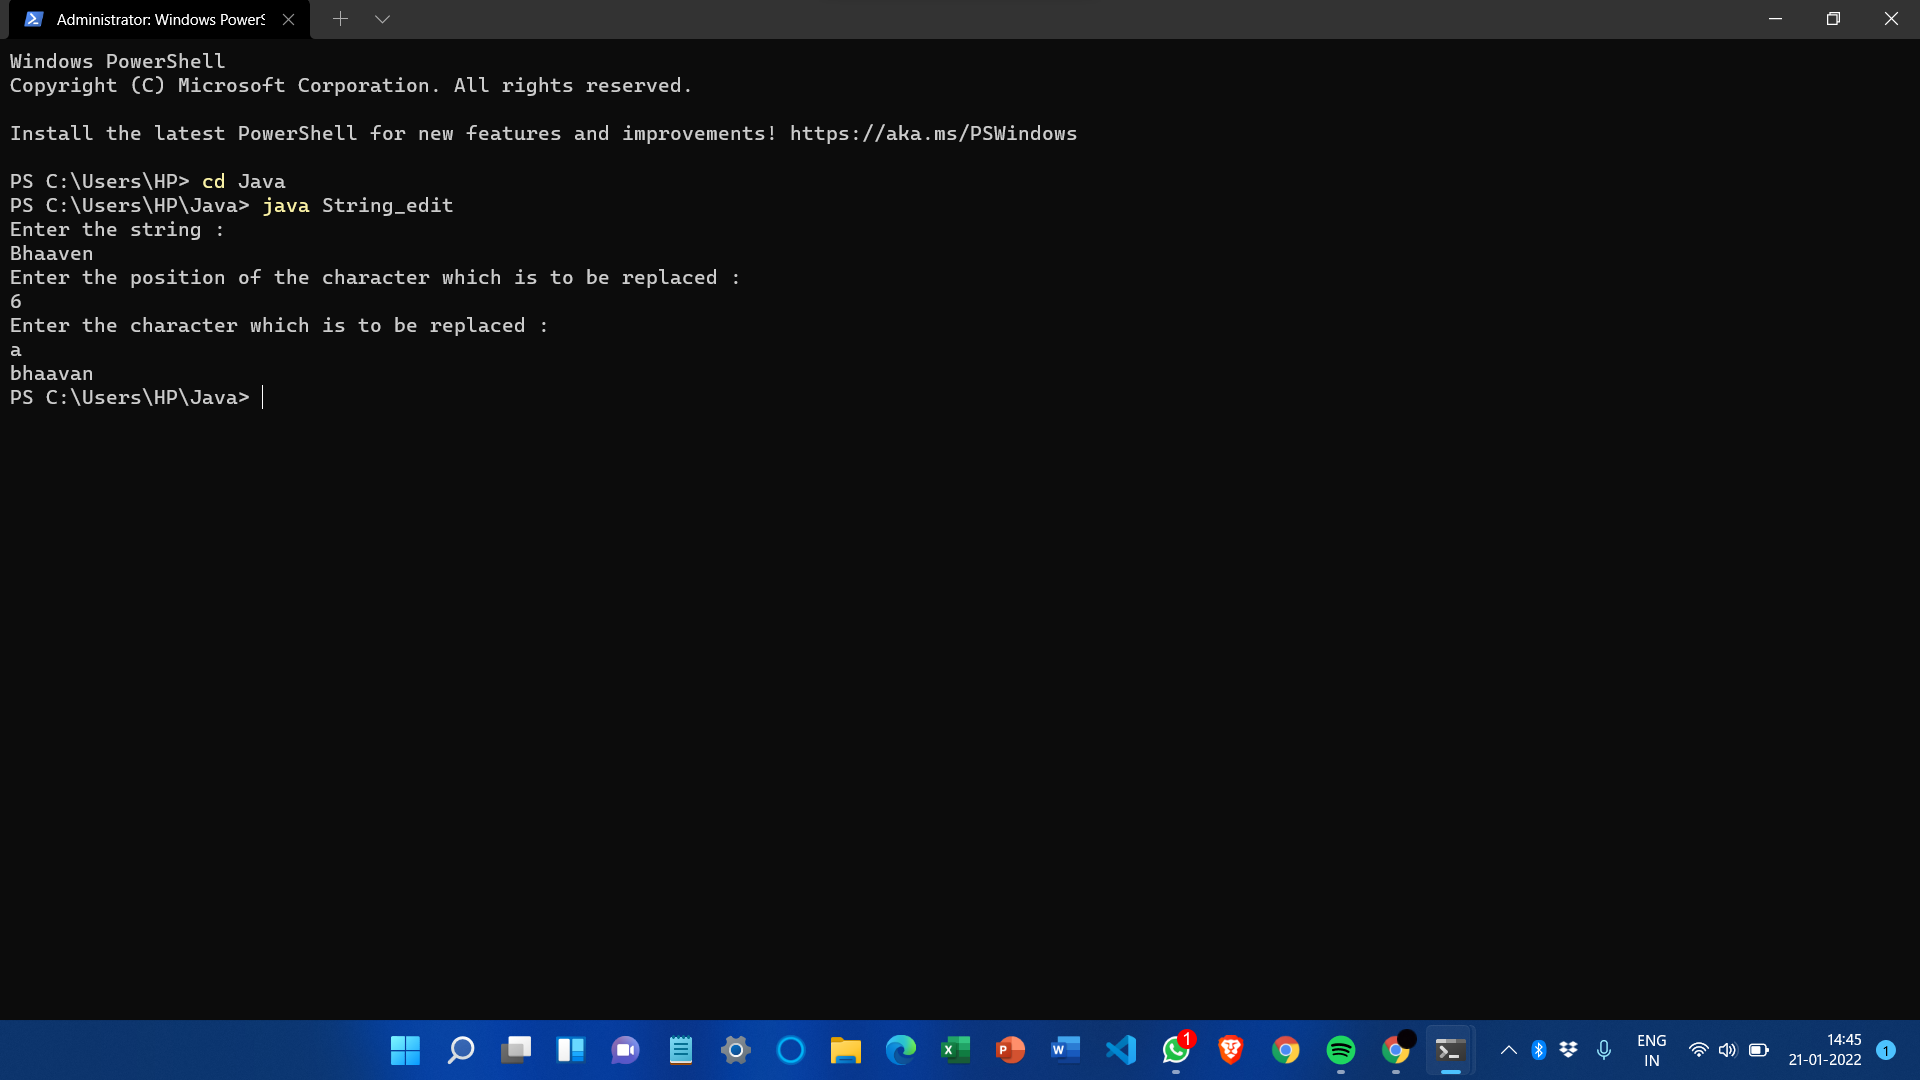 Administrator: Windows PowerS
Windows PowerShell
Copyright (C) Microsoft Corporation. All rights reserved.
Install the latest PowerShell for new features and improvements! https://aka.ms/PSWindows
PS C:\Users\HP> cd Java
PS C:\Users\HP\Java> java String_edit
Enter the string :
Bhaaven
Enter the position of the character which is to be replaced :
6
Enter the character which is to be replaced :
a
bhaavan
PS C:\Users\HP\Java>
1
ENG
IN
14:45
21-01-2022
1